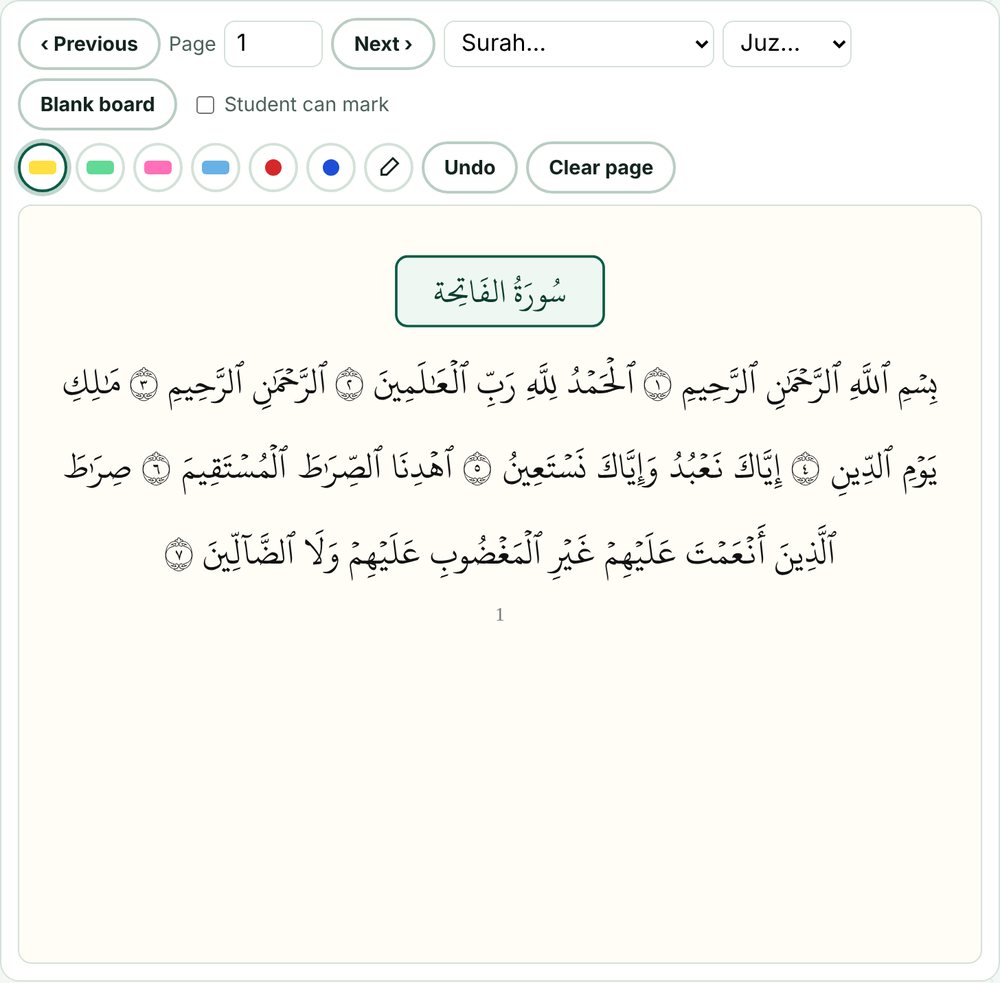 ‹ Previous Page 1 Next › Surah... Juz...
Blank board Student can mark
Undo Clear page
سُورَةُ الفَاتِحة
بِسۡمِ ٱللَّهِ ٱلرَّحۡمَٰنِ ٱلرَّحِيمِ ١ ٱلۡحَمۡدُ لِلَّهِ رَبِّ ٱلۡعَٰلَمِينَ ٢ ٱلرَّحۡمَٰنِ ٱلرَّحِيمِ ٣ مَٰلِكِ
يَوۡمِ ٱلدِّينِ ٤ إِيَّاكَ نَعۡبُدُ وَإِيَّاكَ نَسۡتَعِينُ ٥ ٱهۡدِنَا ٱلصِّرَٰطَ ٱلۡمُسۡتَقِيمَ ٦ صِرَٰطَ
ٱلَّذِينَ أَنۡعَمۡتَ عَلَيۡهِمۡ غَيۡرِ ٱلۡمَغۡضُوبِ عَلَيۡهِمۡ وَلَا ٱلضَّآلِّينَ ٧
1